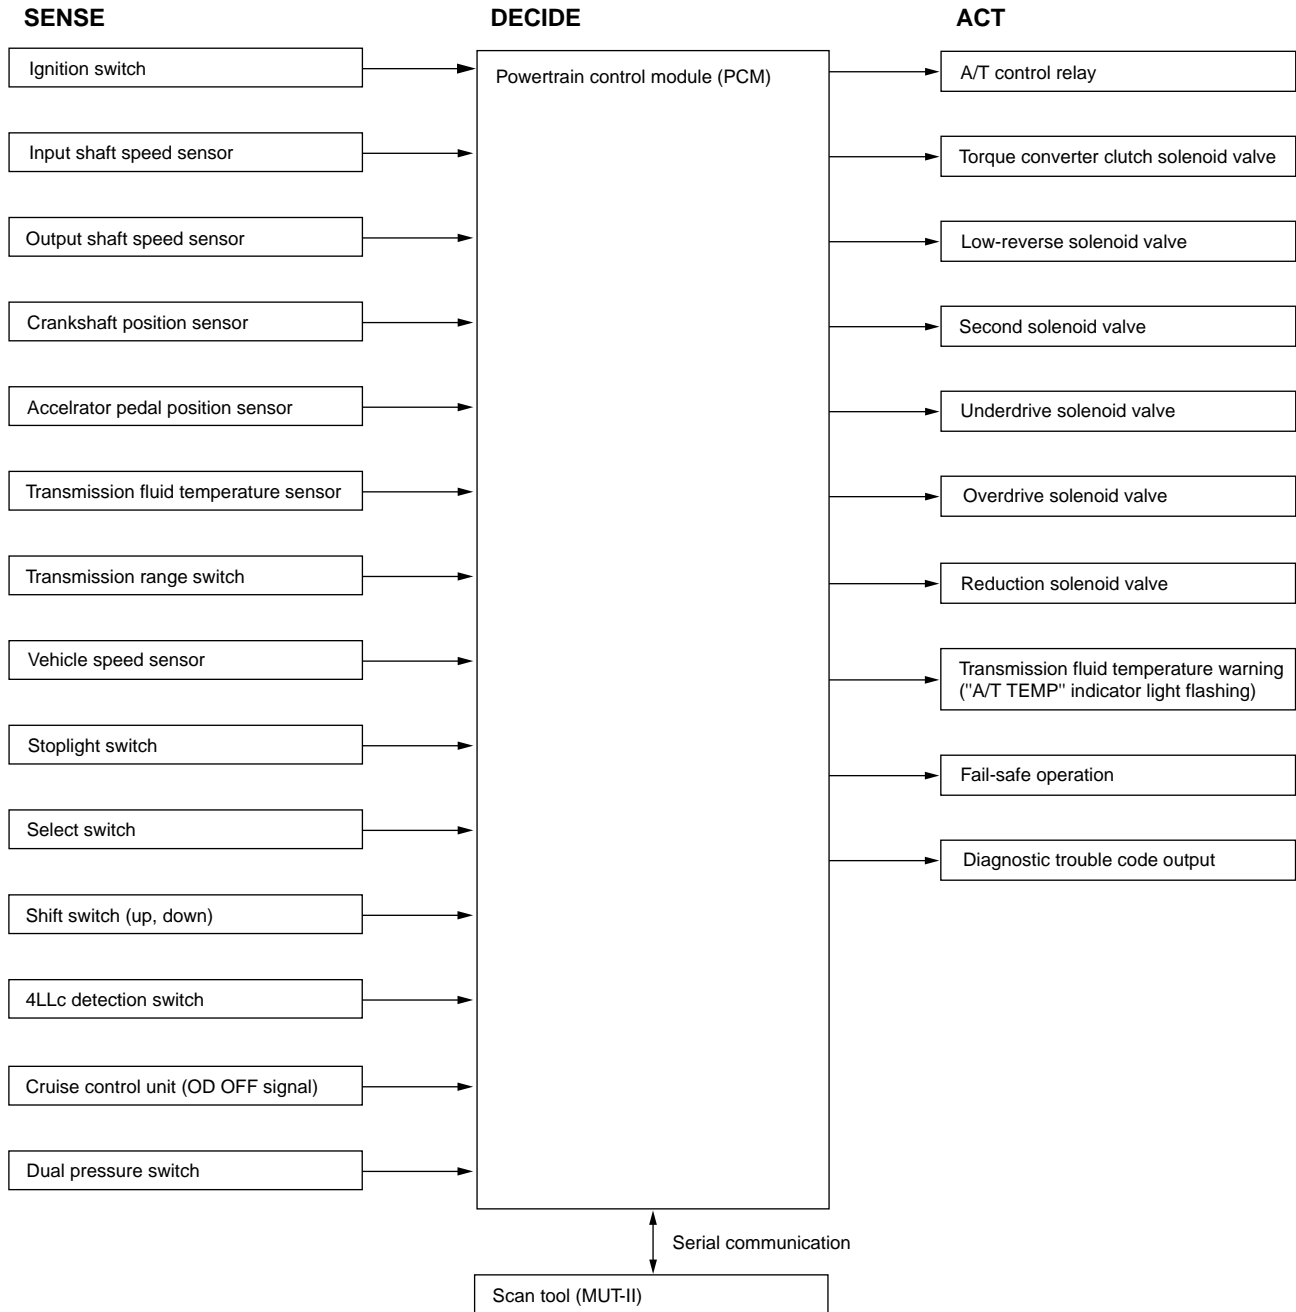 SENSE
DECIDE
ACT
Ignition switch
Input shaft speed sensor
Output shaft speed sensor
Crankshaft position sensor
Accelrator pedal position sensor
Transmission fluid temperature sensor
Transmission range switch
Vehicle speed sensor
Stoplight switch
Select switch
Shift switch (up, down)
4LLc detection switch
Cruise control unit (OD OFF signal)
Dual pressure switch
Powertrain control module (PCM)
A/T control relay
Torque converter clutch solenoid valve
Low-reverse solenoid valve
Second solenoid valve
Underdrive solenoid valve
Overdrive solenoid valve
Reduction solenoid valve
Transmission fluid temperature warning
("A/T TEMP" indicator light flashing)
Fail-safe operation
Diagnostic trouble code output
Serial communication
Scan tool (MUT-II)